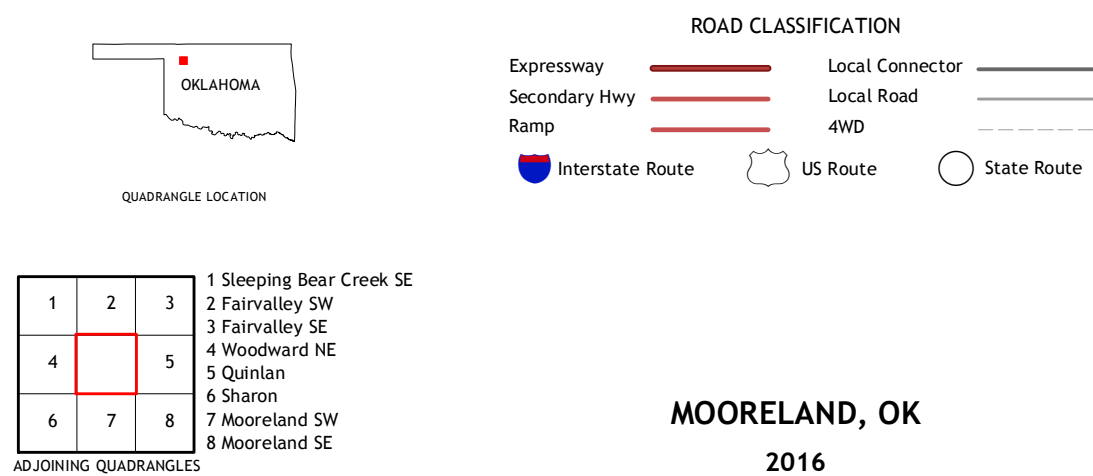 OKLAHOMA
QUADRANGLE LOCATION
ROAD CLASSIFICATION
Expressway
Secondary Hwy
Ramp
Local Connector
Local Road
4WD
Interstate Route
US Route
State Route
1 2 3
4 5
6 7 8
ADJOINING QUADRANGLES
1 Sleeping Bear Creek SE
2 Fairvalley SW
3 Fairvalley SE
4 Woodward NE
5 Quinlan
6 Sharon
7 Mooreland SW
8 Mooreland SE
MOORELAND, OK
2016